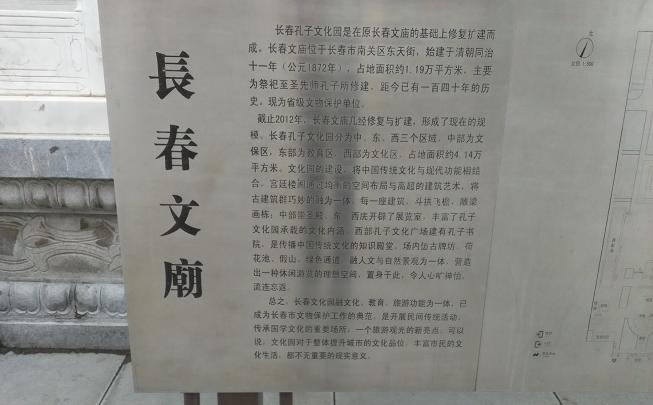 長春文廟
长春孔子文化园是在原长春文庙的基础上修复扩建而
成。长春文庙位于长春市南关区东天街，始建于清朝同治
十一年（公元1872年），占地面积约1.19万平方米，主要
为祭祀至圣先师孔子所修建，距今已有一百四十年的历
史，现为省级文物保护单位。
截止2012年，长春文庙几经修复与扩建，形成了现在的规
模。长春孔子文化园分为中、东、西三个区域，中部为文
保区，东部为教育区，西部为文化区，占地面积约4.14万
平方米。文化园的建设，将中国传统文化与现代功能相结
合，宫廷楼阁通过均衡的空间布局与高超的建筑艺术，将
古建筑群巧妙的融为一体，每一座建筑，斗拱飞檐，雕梁
画栋；中部崇圣殿、东、西庑开辟了展览室，丰富了孔子
文化园承载的文化内涵。西部孔子文化广场建有孔子书
院，是传播中国传统文化的知识殿堂，场内仿古牌坊、荷
花池、假山、绿色通道，融人文与自然景观为一体，营造
出一种休闲游览的理想空间，置身于此，令人心旷神怡，
流连忘返。
总之，长春文化园融文化、教育、旅游功能为一体，已
成为长春市文物保护工作的典范，是开展民间传统活动，
传承国学文化的重要场所，一个旅游观光的新亮点，可以
说，文化园对于整体提升城市的文化品位，丰富市民的文
化生活，都不无重要的现实意义。
北